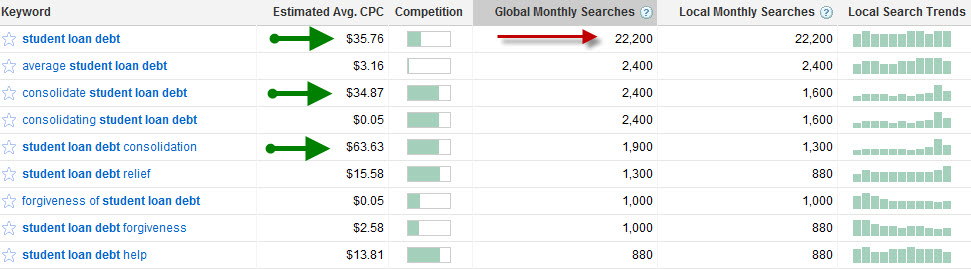 Keyword Estimated Avg. CPC Competition Global Monthly Searches ? Local Monthly Searches ? Local Search Trends
student loan debt $35.76 22,200 22,200
average student loan debt $3.16 2,400 2,400
consolidate student loan debt $34.87 2,400 1,600
consolidating student loan debt $0.05 2,400 1,600
student loan debt consolidation $63.63 1,900 1,300
student loan debt relief $15.58 1,300 880
forgiveness of student loan debt $0.05 1,000 1,000
student loan debt forgiveness $2.58 1,000 880
student loan debt help $13.81 880 880